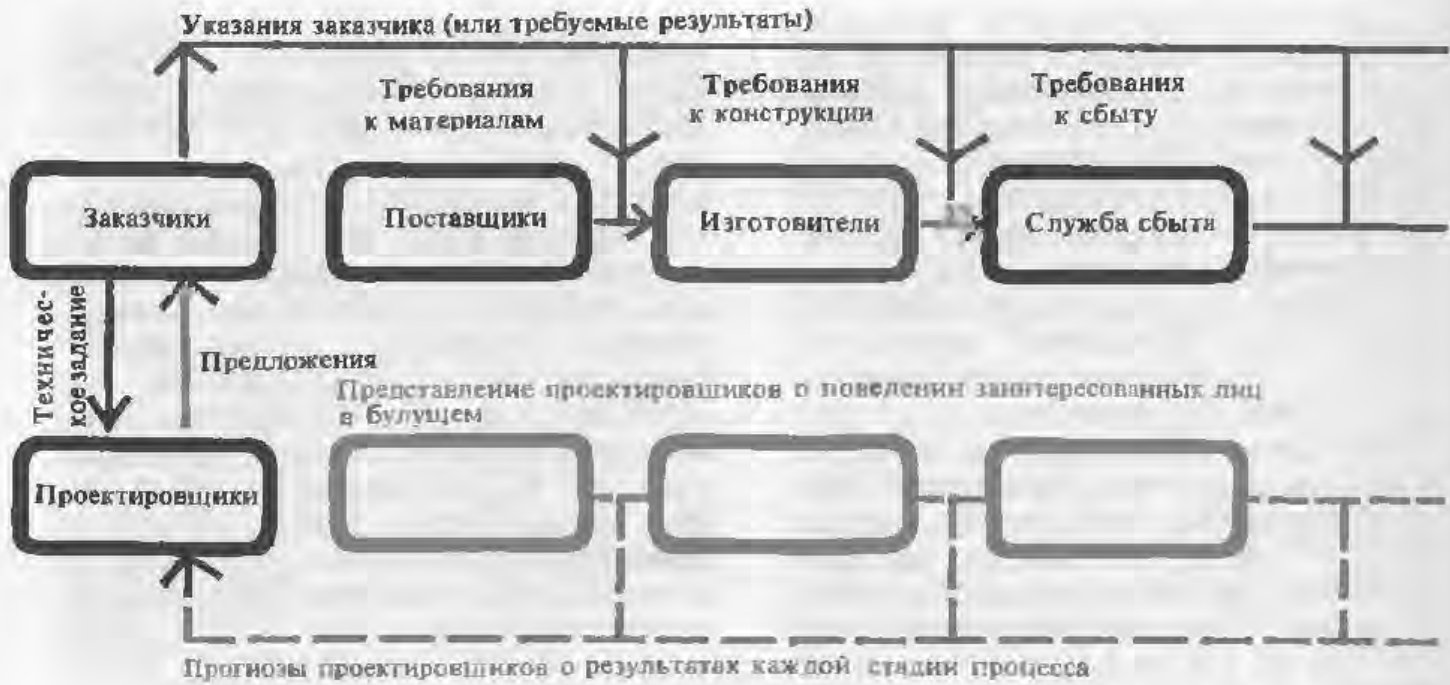 Указания заказчика (или требуемые результаты)
Требования
к материалам
Требования
к конструкции
Требования
к сбыту
Заказчики
Поставщики
Изготовители
Служба сбыта
Техничес-
кое задание
Предложения
Представление проектировщиков о поведении заинтересованных лиц
в будущем
Проектировщики
Прогнозы проектировщиков о результатах каждой стадии процесса